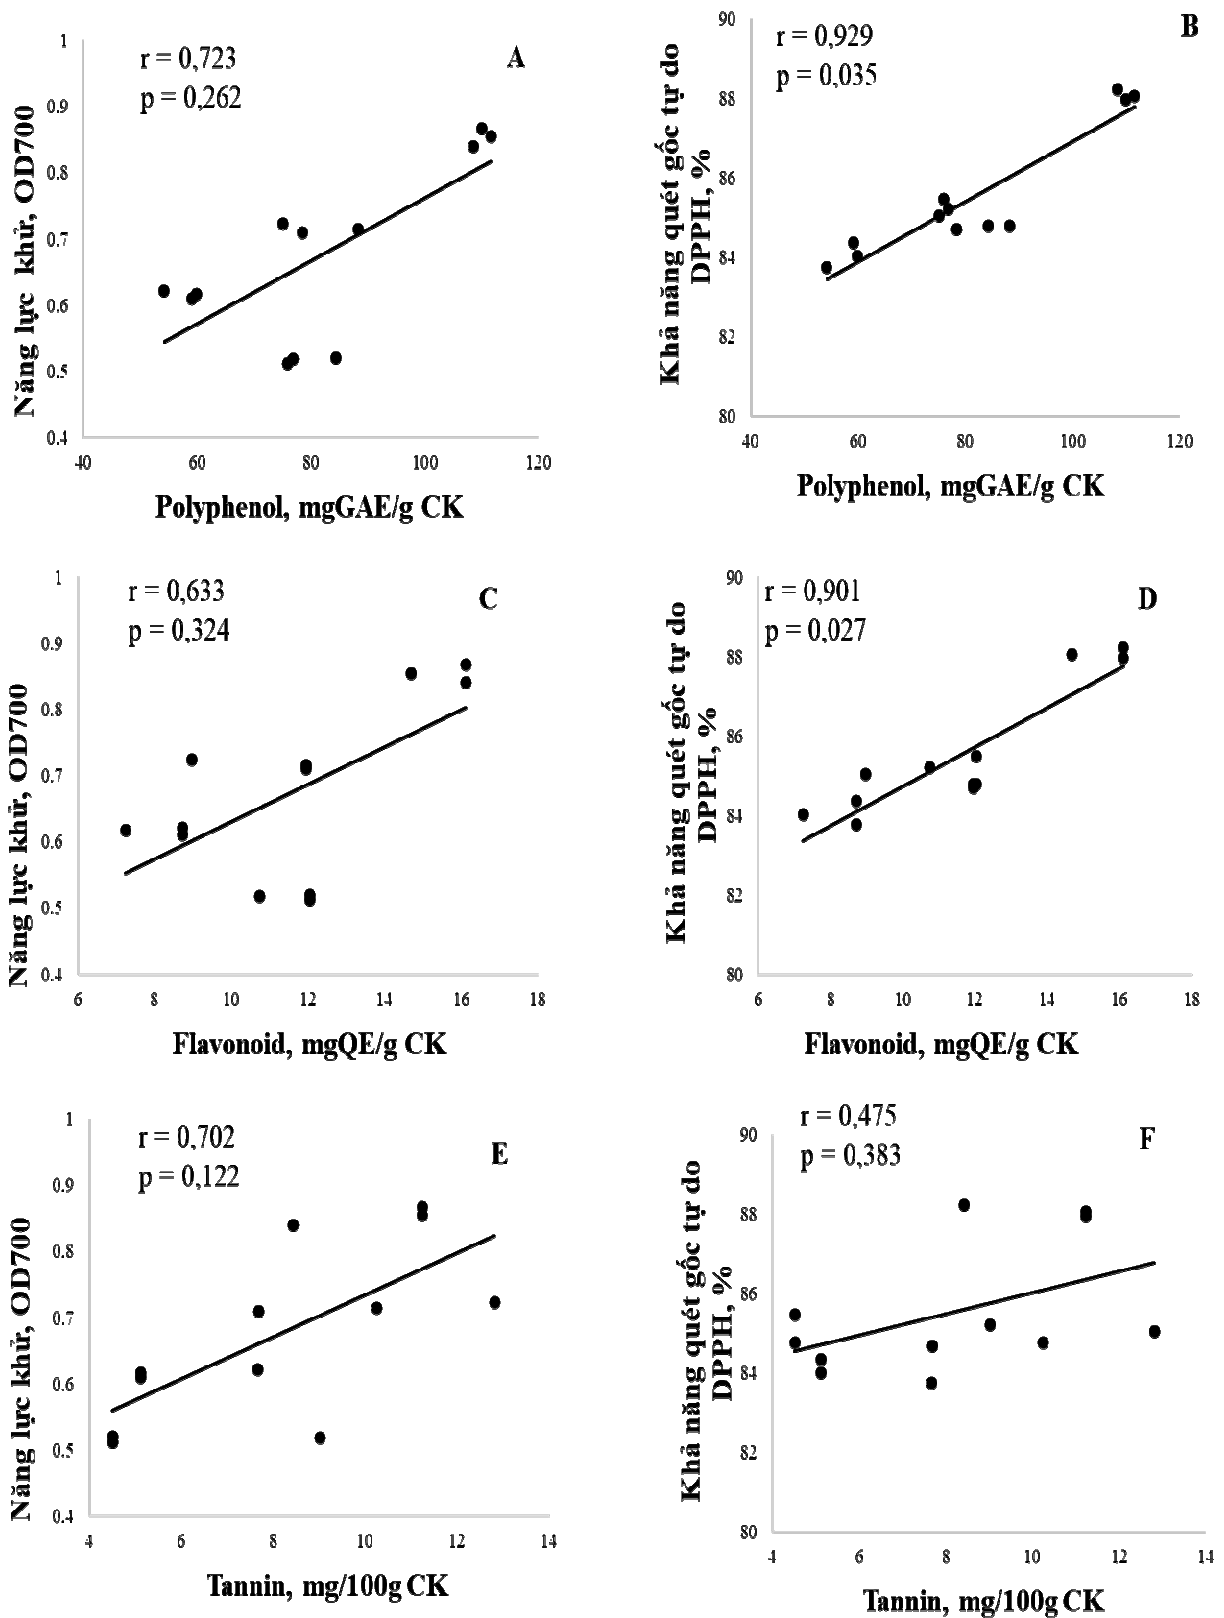 A
r = 0,723
p = 0,262
Năng lực khử, OD700
1
0.9
0.8
0.7
0.6
0.5
0.4
40 60 80 100 120
Polyphenol, mgGAE/g CK
B
r = 0,929
p = 0,035
Khả năng quét gốc tự do
DPPH, %
90
88
86
84
82
80
40 60 80 100 120
Polyphenol, mgGAE/g CK
C
r = 0,633
p = 0,324
Năng lực khử, OD700
1
0.9
0.8
0.7
0.6
0.5
0.4
6 8 10 12 14 16 18
Flavonoid, mgQE/g CK
D
r = 0,901
p = 0,027
Khả năng quét gốc tự do
DPPH, %
90
88
86
84
82
80
6 8 10 12 14 16 18
Flavonoid, mgQE/g CK
E
r = 0,702
p = 0,122
Năng lực khử, OD700
1
0.9
0.8
0.7
0.6
0.5
0.4
4 6 8 10 12 14
Tannin, mg/100g CK
F
r = 0,475
p = 0,383
Khả năng quét gốc tự do
DPPH, %
90
88
86
84
82
80
4 6 8 10 12 14
Tannin, mg/100g CK